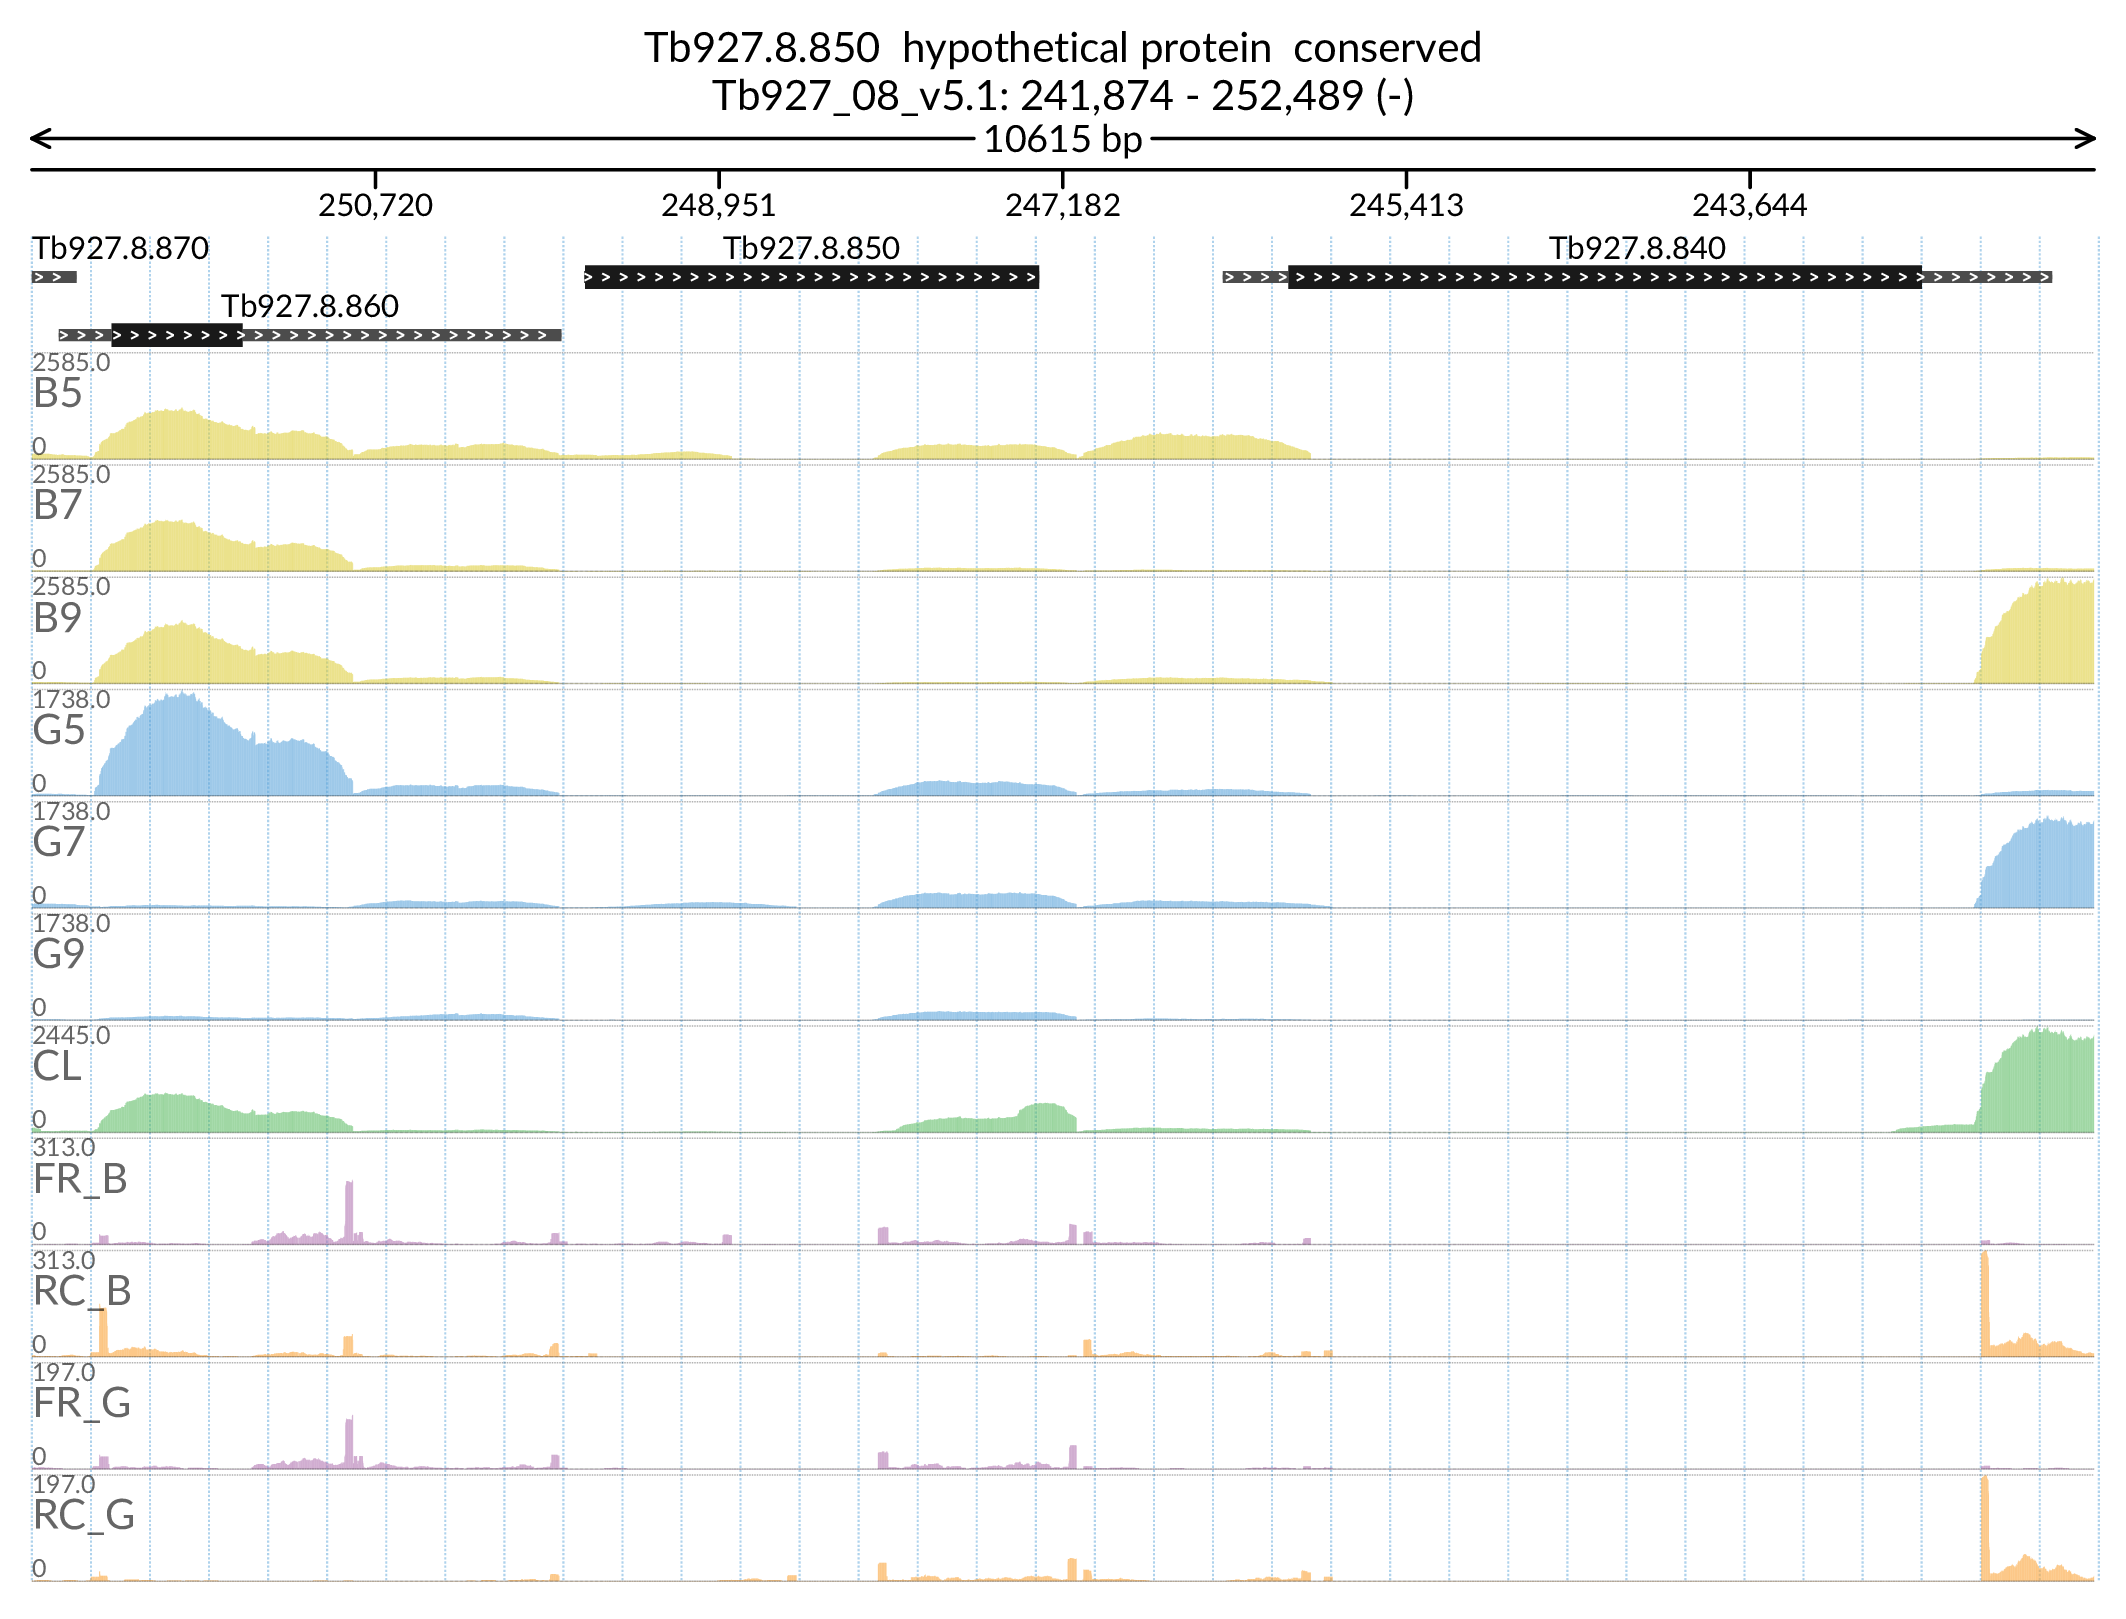 Tb927.8.850  hypothetical protein  conserved
Tb927_08_v5.1: 241,874 - 252,489 (-)
10615 bp
250,720 248,951 247,182 245,413 243,644
Tb927.8.870 Tb927.8.850 Tb927.8.840
Tb927.8.860
2585.0
B5
0
2585.0
B7
0
2585.0
B9
0
1738.0
G5
0
1738.0
G7
0
1738.0
G9
0
2445.0
CL
0
313.0
FR_B
0
313.0
RC_B
0
197.0
FR_G
0
197.0
RC_G
0